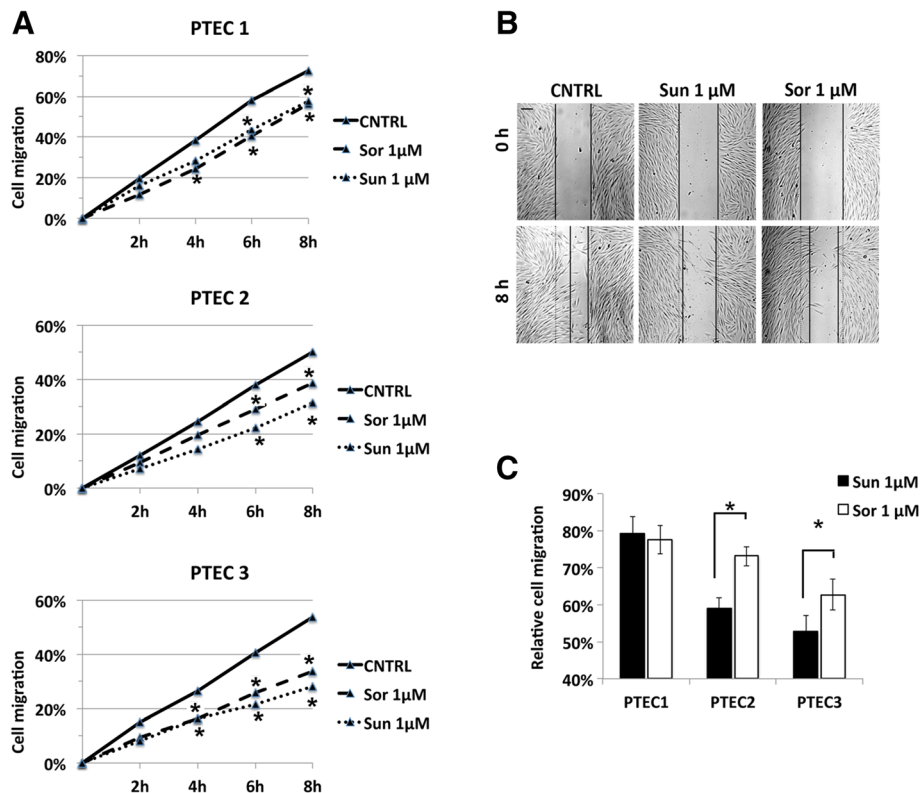 A
PTEC 1
80%
60%
40%
20%
0%
Cell migration
2h 4h 6h 8h
* * * * *
CNTRL
Sor 1µM
Sun 1 µM
PTEC 2
60%
40%
20%
0%
Cell migration
2h 4h 6h 8h
* * * *
CNTRL
Sor 1µM
Sun 1µM
PTEC 3
60%
40%
20%
0%
Cell migration
2h 4h 6h 8h
* * * * * *
CNTRL
Sor 1µM
Sun 1µM
B
CNTRL Sun 1 µM Sor 1 µM
0 h
8 h
C
Sun 1µM
Sor 1 µM
90%
80%
70%
60%
50%
40%
Relative cell migration
* *
PTEC1 PTEC2 PTEC3